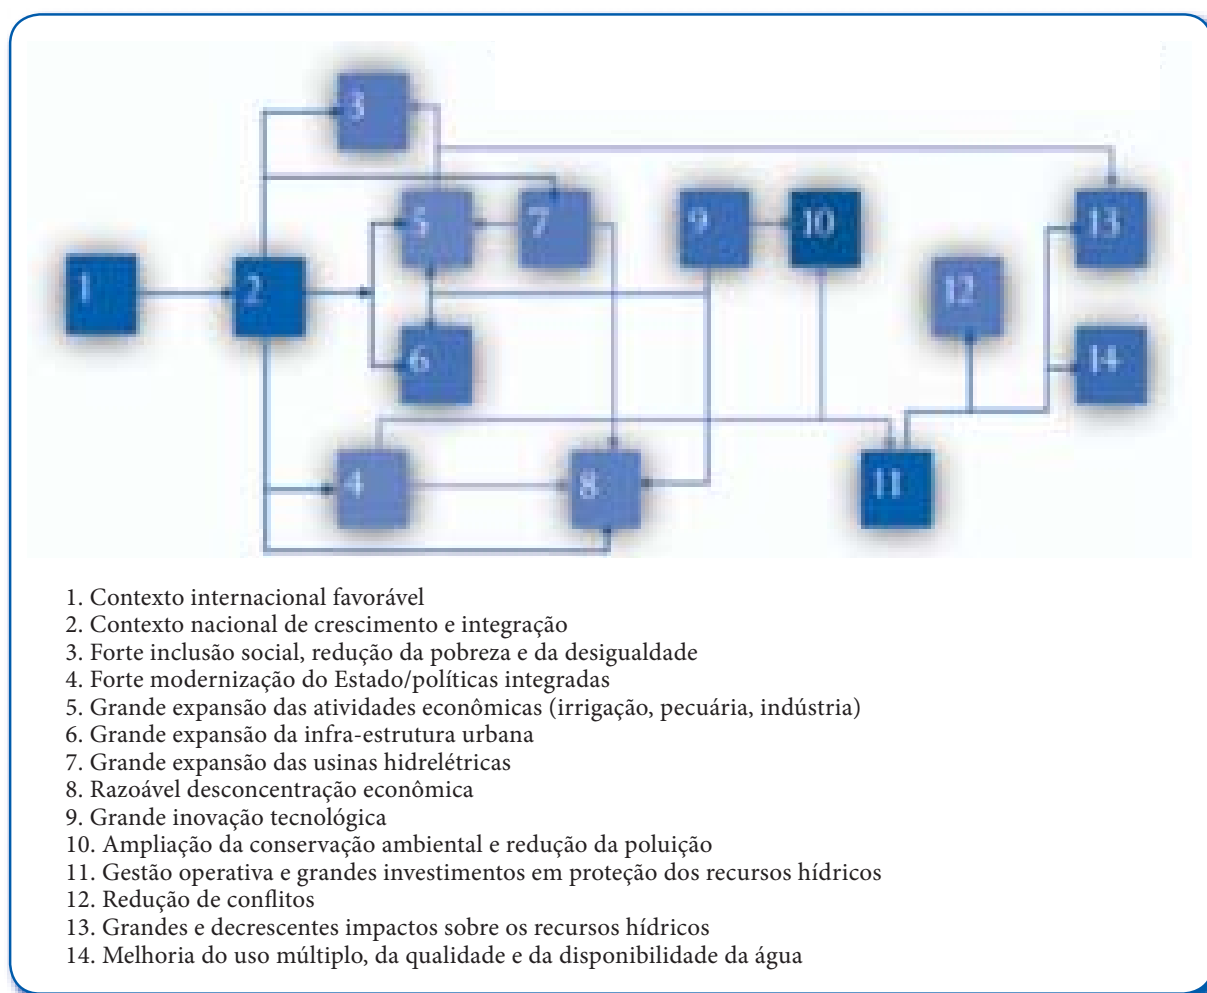 3
5
7
9
10
13
1
2
12
6
14
4
8
11
1. Contexto internacional favorável
2. Contexto nacional de crescimento e integração
3. Forte inclusão social, redução da pobreza e da desigualdade
4. Forte modernização do Estado/políticas integradas
5. Grande expansão das atividades econômicas (irrigação, pecuária, indústria)
6. Grande expansão da infra-estrutura urbana
7. Grande expansão das usinas hidrelétricas
8. Razoável desconcentração econômica
9. Grande inovação tecnológica
10. Ampliação da conservação ambiental e redução da poluição
11. Gestão operativa e grandes investimentos em proteção dos recursos hídricos
12. Redução de conflitos
13. Grandes e decrescentes impactos sobre os recursos hídricos
14. Melhoria do uso múltiplo, da qualidade e da disponibilidade da água